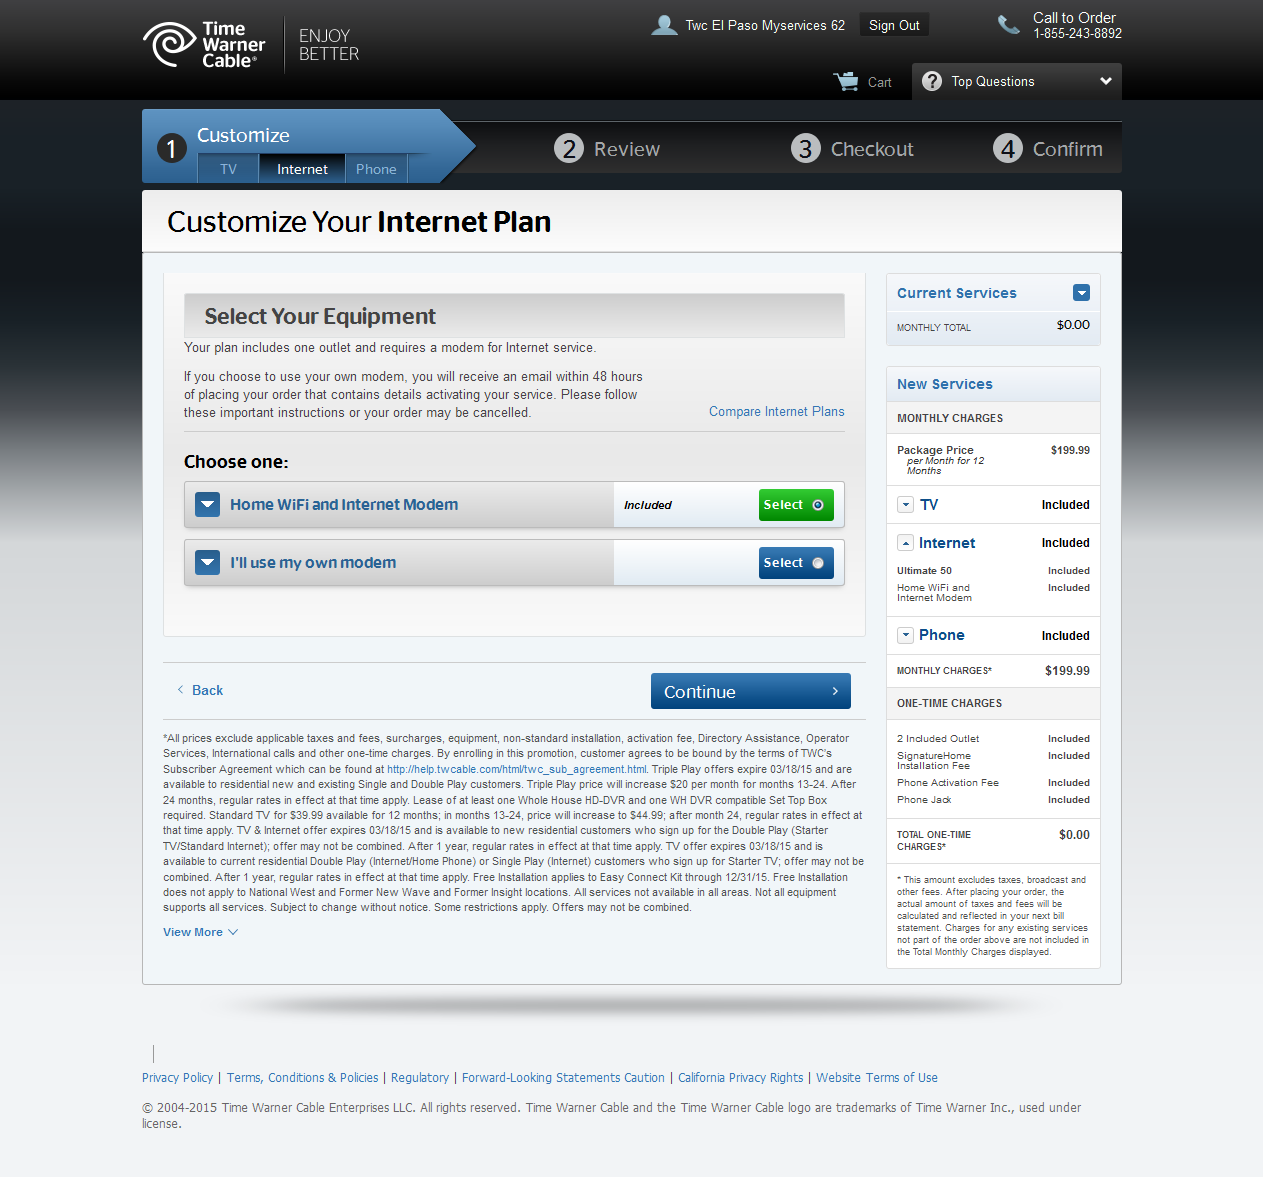 Time Warner Cable®
ENJOY BETTER
Twc El Paso Myservices 62
Sign Out
Call to Order
1-855-243-8892
Cart
? Top Questions
1 Customize
TV Internet Phone
2 Review
3 Checkout
4 Confirm
Customize Your Internet Plan
Select Your Equipment
Your plan includes one outlet and requires a modem for Internet service.
If you choose to use your own modem, you will receive an email within 48 hours
of placing your order that contains details activating your service. Please follow
these important instructions or your order may be cancelled.
Compare Internet Plans
Choose one:
Home WiFi and Internet Modem Included Select
I'll use my own modem Select
Back
Continue
*All prices exclude applicable taxes and fees, surcharges, equipment, non-standard installation, activation fee, Directory Assistance, Operator
Services, International calls and other one-time charges. By enrolling in this promotion, customer agrees to be bound by the terms of TWC's
Subscriber Agreement which can be found at http://help.twcable.com/html/twc_sub_agreement.html. Triple Play offers expire 03/18/15 and are
available to residential new and existing Single and Double Play customers. Triple Play price will increase $20 per month for months 13-24. After
24 months, regular rates in effect at that time apply. Lease of at least one Whole House HD-DVR and one WH DVR compatible Set Top Box
required. Standard TV for $39.99 available for 12 months; in months 13-24, price will increase to $44.99; after month 24, regular rates in effect at
that time apply. TV & Internet offer expires 03/18/15 and is available to new residential customers who sign up for the Double Play (Starter
TV/Standard Internet); offer may not be combined. After 1 year, regular rates in effect at that time apply. TV offer expires 03/18/15 and is
available to current residential Double Play (Internet/Home Phone) or Single Play (Internet) customers who sign up for Starter TV; offer may not be
combined. After 1 year, regular rates in effect at that time apply. Free Installation applies to Easy Connect Kit through 12/31/15. Free Installation
does not apply to National West and Former New Wave and Former Insight locations. All services not available in all areas. Not all equipment
supports all services. Subject to change without notice. Some restrictions apply. Offers may not be combined.
View More
Current Services
MONTHLY TOTAL $0.00
New Services
MONTHLY CHARGES
Package Price $199.99
per Month for 12
Months
TV Included
Internet Included
Ultimate 50 Included
Home WiFi and Included
Internet Modem
Phone Included
MONTHLY CHARGES* $199.99
ONE-TIME CHARGES
2 Included Outlet Included
SignatureHome Included
Installation Fee
Phone Activation Fee Included
Phone Jack Included
TOTAL ONE-TIME $0.00
CHARGES*
* This amount excludes taxes, broadcast and
other fees. After placing your order, the
actual amount of taxes and fees will be
calculated and reflected in your next bill
statement. Charges for any existing services
not part of the order above are not included in
the Total Monthly Charges displayed.
Privacy Policy | Terms, Conditions & Policies | Regulatory | Forward-Looking Statements Caution | California Privacy Rights | Website Terms of Use
© 2004-2015 Time Warner Cable Enterprises LLC. All rights reserved. Time Warner Cable and the Time Warner Cable logo are trademarks of Time Warner Inc., used under
license.